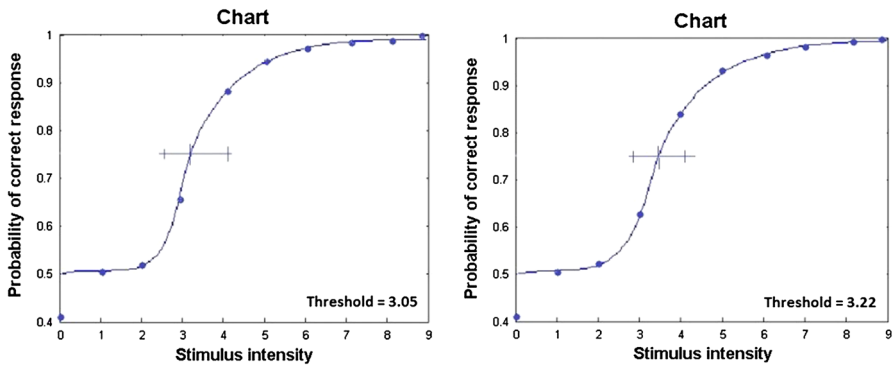 Chart
Probability of correct response
1
0.9
0.8
0.7
0.6
0.5
0.4
Threshold = 3.05
0 1 2 3 4 5 6 7 8 9
Stimulus intensity
Chart
Probability of correct response
1
0.9
0.8
0.7
0.6
0.5
0.4
Threshold = 3.22
0 1 2 3 4 5 6 7 8 9
Stimulus intensity